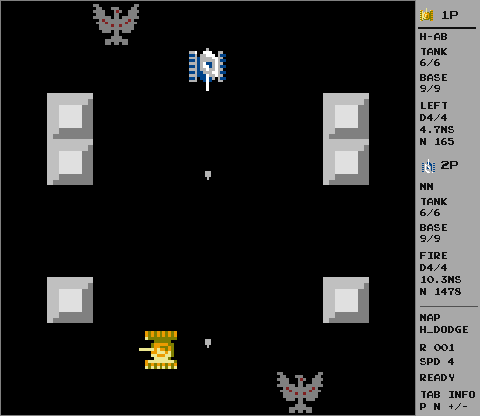 1P
H-AB
TANK
6/6
BASE
9/9
LEFT
D4/4
4.7NS
N 165
2P
NN
TANK
6/6
BASE
9/9
FIRE
D4/4
10.3NS
N 1478
MAP
H_DODGE
R 001
SPD 4
READY
TAB INFO
P N +/-